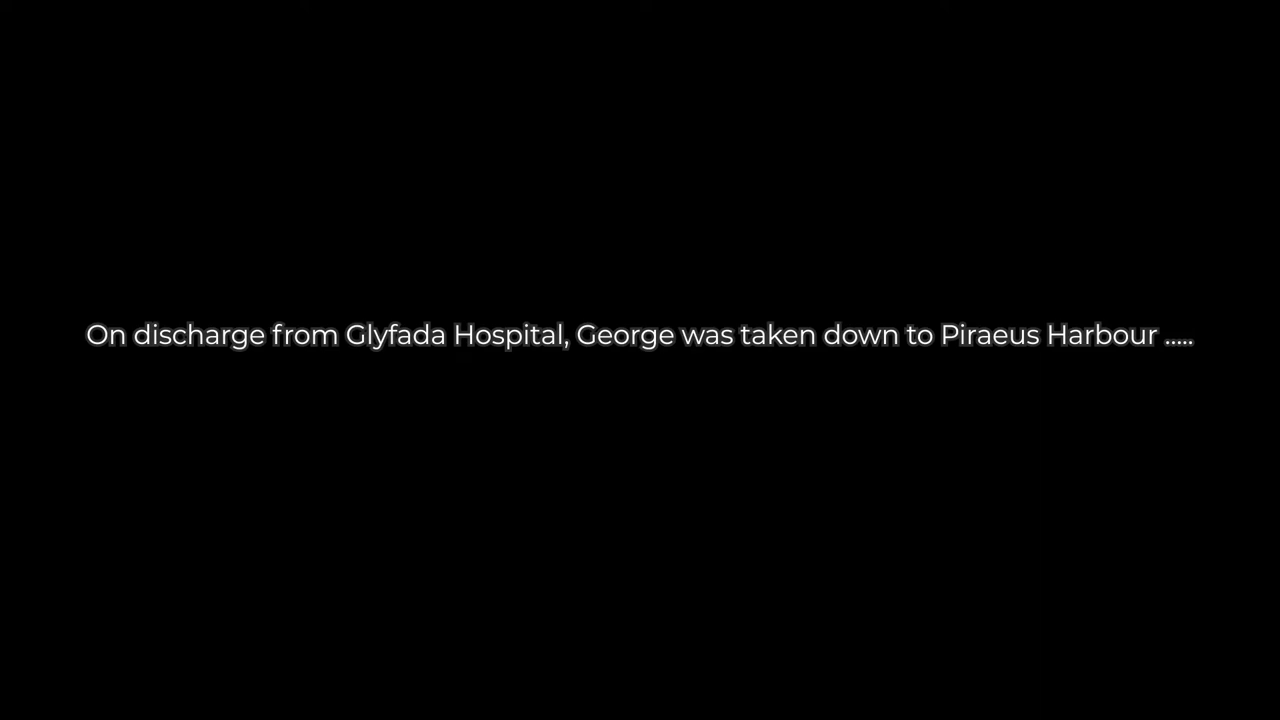 On discharge from Glyfada Hospital, George was taken down to Piraeus Harbour .....